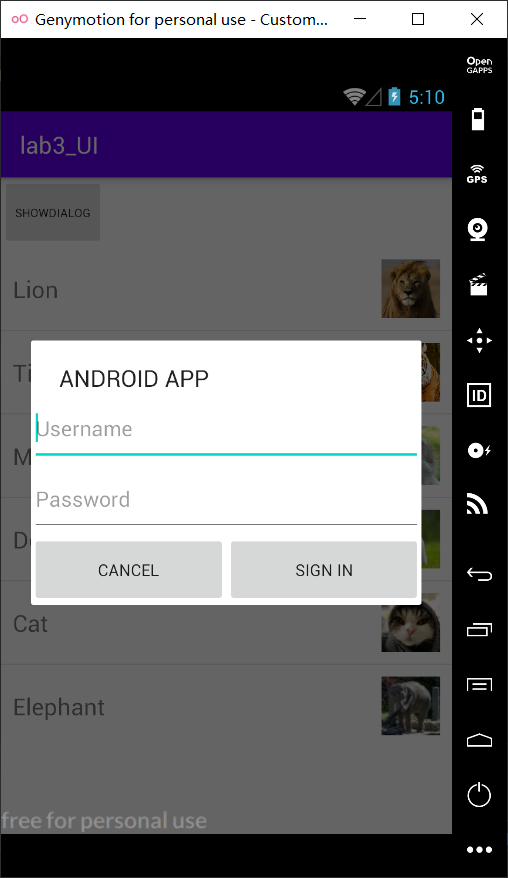 Genymotion for personal use - Custom...
Open
GAPPS
5:10
lab3_UI
GPS
SHOWDIALOG
Lion
Ti
ANDROID APP
Username
ID
M
Password
D
CANCEL
SIGN IN
Cat
Elephant
free for personal use